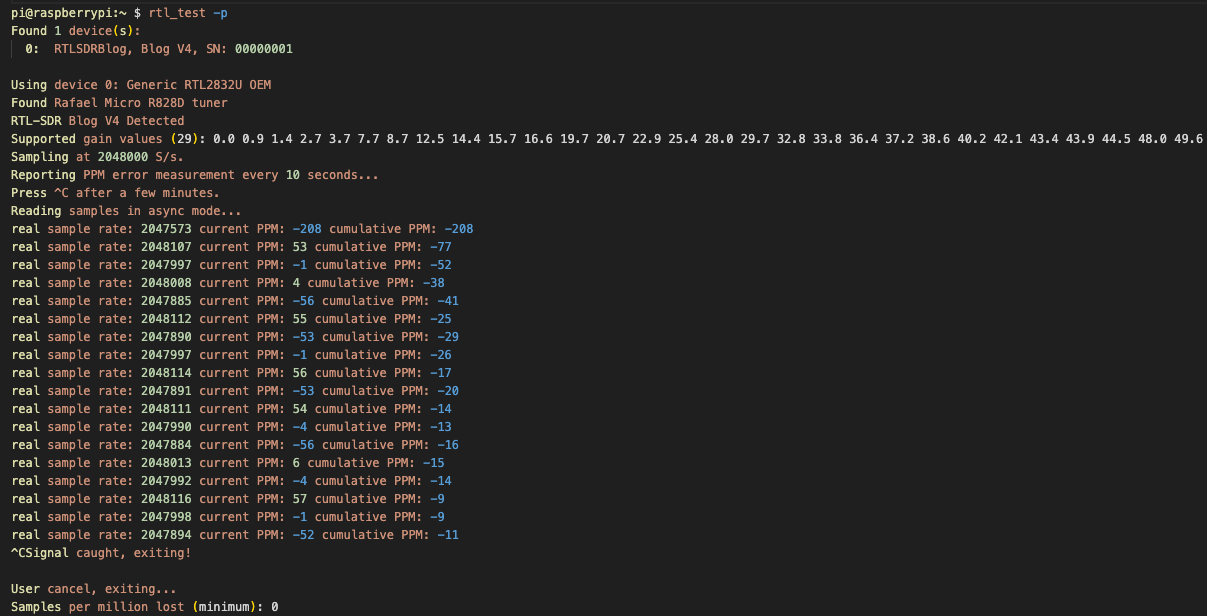 pi@raspberrypi:~ $ rtl_test -p
Found 1 device(s):
  0:  RTLSDRBlog, Blog V4, SN: 00000001

Using device 0: Generic RTL2832U OEM
Found Rafael Micro R828D tuner
RTL-SDR Blog V4 Detected
Supported gain values (29): 0.0 0.9 1.4 2.7 3.7 7.7 8.7 12.5 14.4 15.7 16.6 19.7 20.7 22.9 25.4 28.0 29.7 32.8 33.8 36.4 37.2 38.6 40.2 42.1 43.4 43.9 44.5 48.0 49.6
Sampling at 2048000 S/s.
Reporting PPM error measurement every 10 seconds...
Press ^C after a few minutes.
Reading samples in async mode...
real sample rate: 2047573 current PPM: -208 cumulative PPM: -208
real sample rate: 2048107 current PPM: 53 cumulative PPM: -77
real sample rate: 2047997 current PPM: -1 cumulative PPM: -52
real sample rate: 2048008 current PPM: 4 cumulative PPM: -38
real sample rate: 2047885 current PPM: -56 cumulative PPM: -41
real sample rate: 2048112 current PPM: 55 cumulative PPM: -25
real sample rate: 2047890 current PPM: -53 cumulative PPM: -29
real sample rate: 2047997 current PPM: -1 cumulative PPM: -26
real sample rate: 2048114 current PPM: 56 cumulative PPM: -17
real sample rate: 2047891 current PPM: -53 cumulative PPM: -20
real sample rate: 2048111 current PPM: 54 cumulative PPM: -14
real sample rate: 2047990 current PPM: -4 cumulative PPM: -13
real sample rate: 2047884 current PPM: -56 cumulative PPM: -16
real sample rate: 2048013 current PPM: 6 cumulative PPM: -15
real sample rate: 2047992 current PPM: -4 cumulative PPM: -14
real sample rate: 2048116 current PPM: 57 cumulative PPM: -9
real sample rate: 2047998 current PPM: -1 cumulative PPM: -9
real sample rate: 2047894 current PPM: -52 cumulative PPM: -11
^CSignal caught, exiting!

User cancel, exiting...
Samples per million lost (minimum): 0